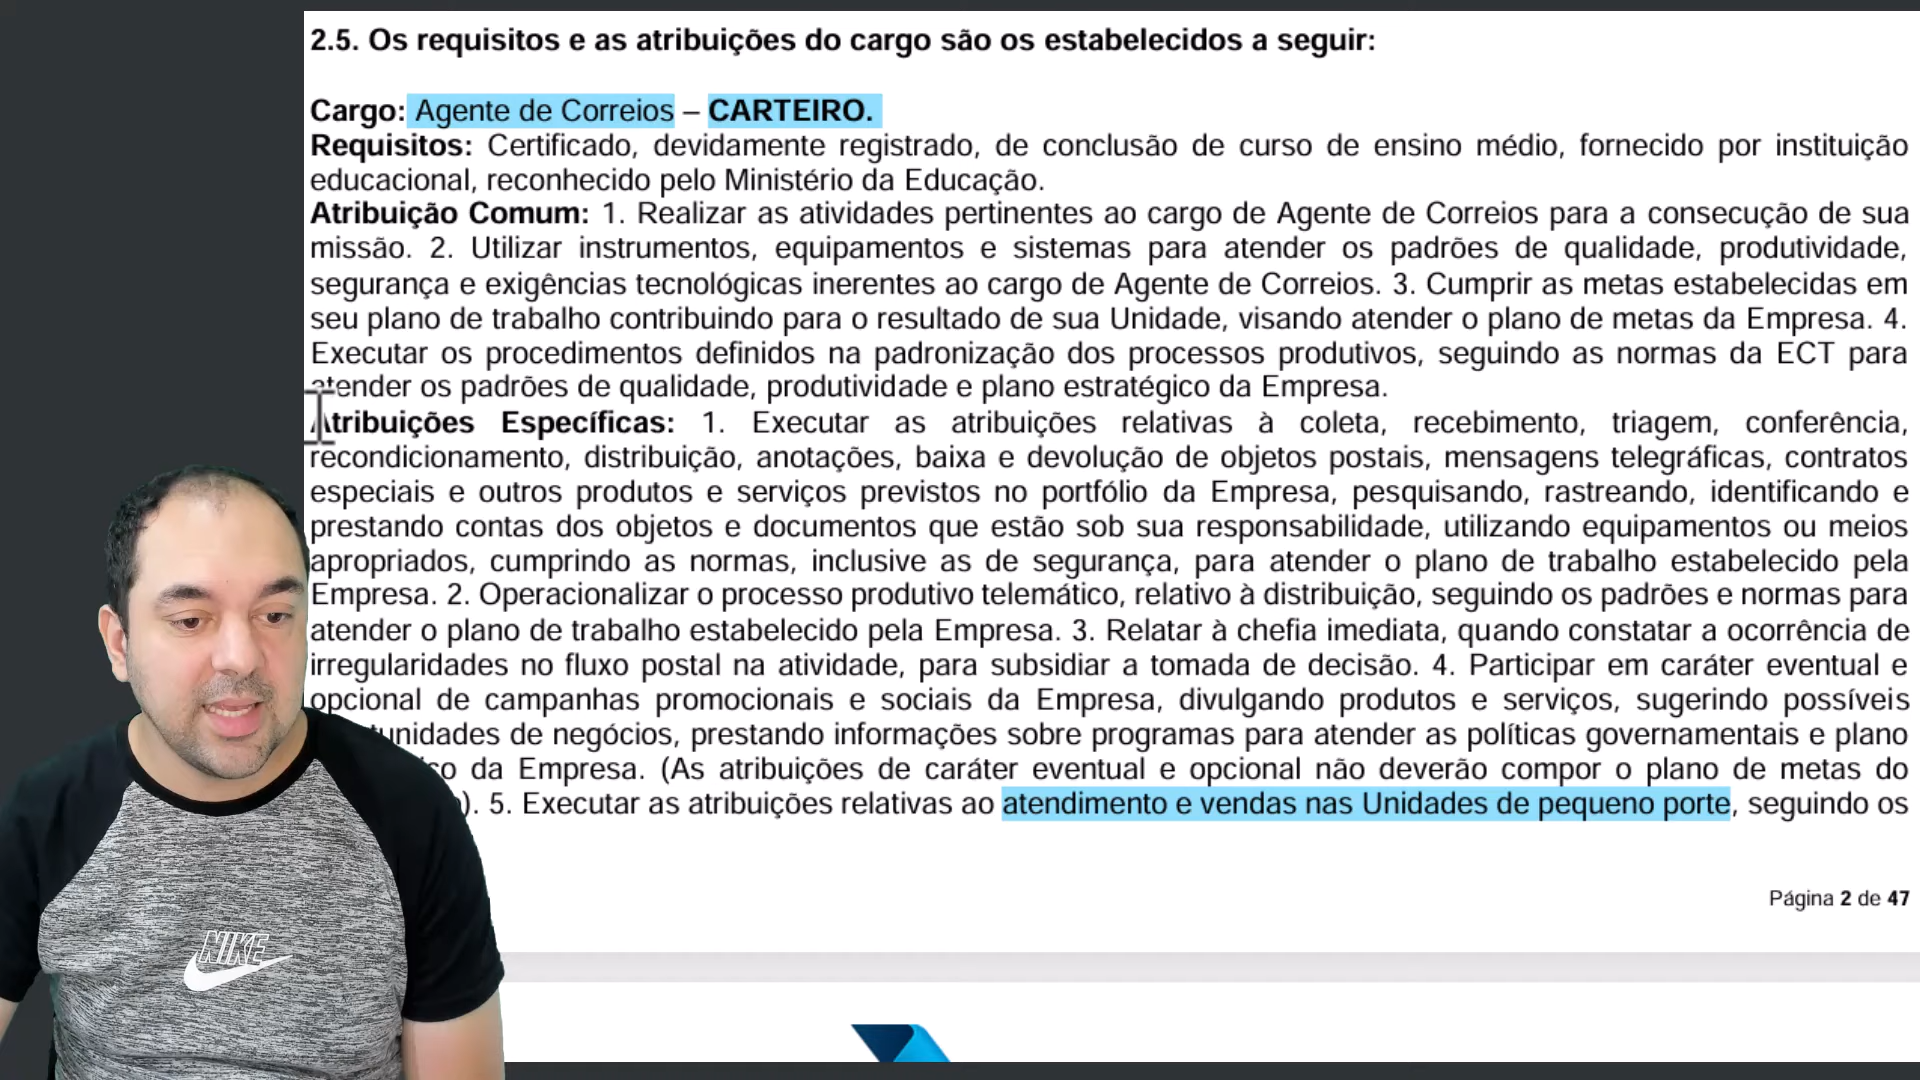 2.5. Os requisitos e as atribuições do cargo são os estabelecidos a seguir:
Cargo: Agente de Correios – CARTEIRO.
Requisitos: Certificado, devidamente registrado, de conclusão de curso de ensino médio, fornecido por instituição
educacional, reconhecido pelo Ministério da Educação.
Atribuição Comum: 1. Realizar as atividades pertinentes ao cargo de Agente de Correios para a consecução de sua
missão. 2. Utilizar instrumentos, equipamentos e sistemas para atender os padrões de qualidade, produtividade,
segurança e exigências tecnológicas inerentes ao cargo de Agente de Correios. 3. Cumprir as metas estabelecidas em
seu plano de trabalho contribuindo para o resultado de sua Unidade, visando atender o plano de metas da Empresa. 4.
Executar os procedimentos definidos na padronização dos processos produtivos, seguindo as normas da ECT para
atender os padrões de qualidade, produtividade e plano estratégico da Empresa.
Atribuições Específicas: 1. Executar as atribuições relativas à coleta, recebimento, triagem, conferência,
recondicionamento, distribuição, anotações, baixa e devolução de objetos postais, mensagens telegráficas, contratos
especiais e outros produtos e serviços previstos no portfólio da Empresa, pesquisando, rastreando, identificando e
prestando contas dos objetos e documentos que estão sob sua responsabilidade, utilizando equipamentos ou meios
apropriados, cumprindo as normas, inclusive as de segurança, para atender o plano de trabalho estabelecido pela
Empresa. 2. Operacionalizar o processo produtivo telemático, relativo à distribuição, seguindo os padrões e normas para
atender o plano de trabalho estabelecido pela Empresa. 3. Relatar à chefia imediata, quando constatar a ocorrência de
irregularidades no fluxo postal na atividade, para subsidiar a tomada de decisão. 4. Participar em caráter eventual e
opcional de campanhas promocionais e sociais da Empresa, divulgando produtos e serviços, sugerindo possíveis
de negócios, prestando informações sobre programas para atender as políticas governamentais e plano
da Empresa. (As atribuições de caráter eventual e opcional não deverão compor o plano de metas do
). 5. Executar as atribuições relativas ao atendimento e vendas nas Unidades de pequeno porte, seguindo os
Página 2 de 47
NIKE